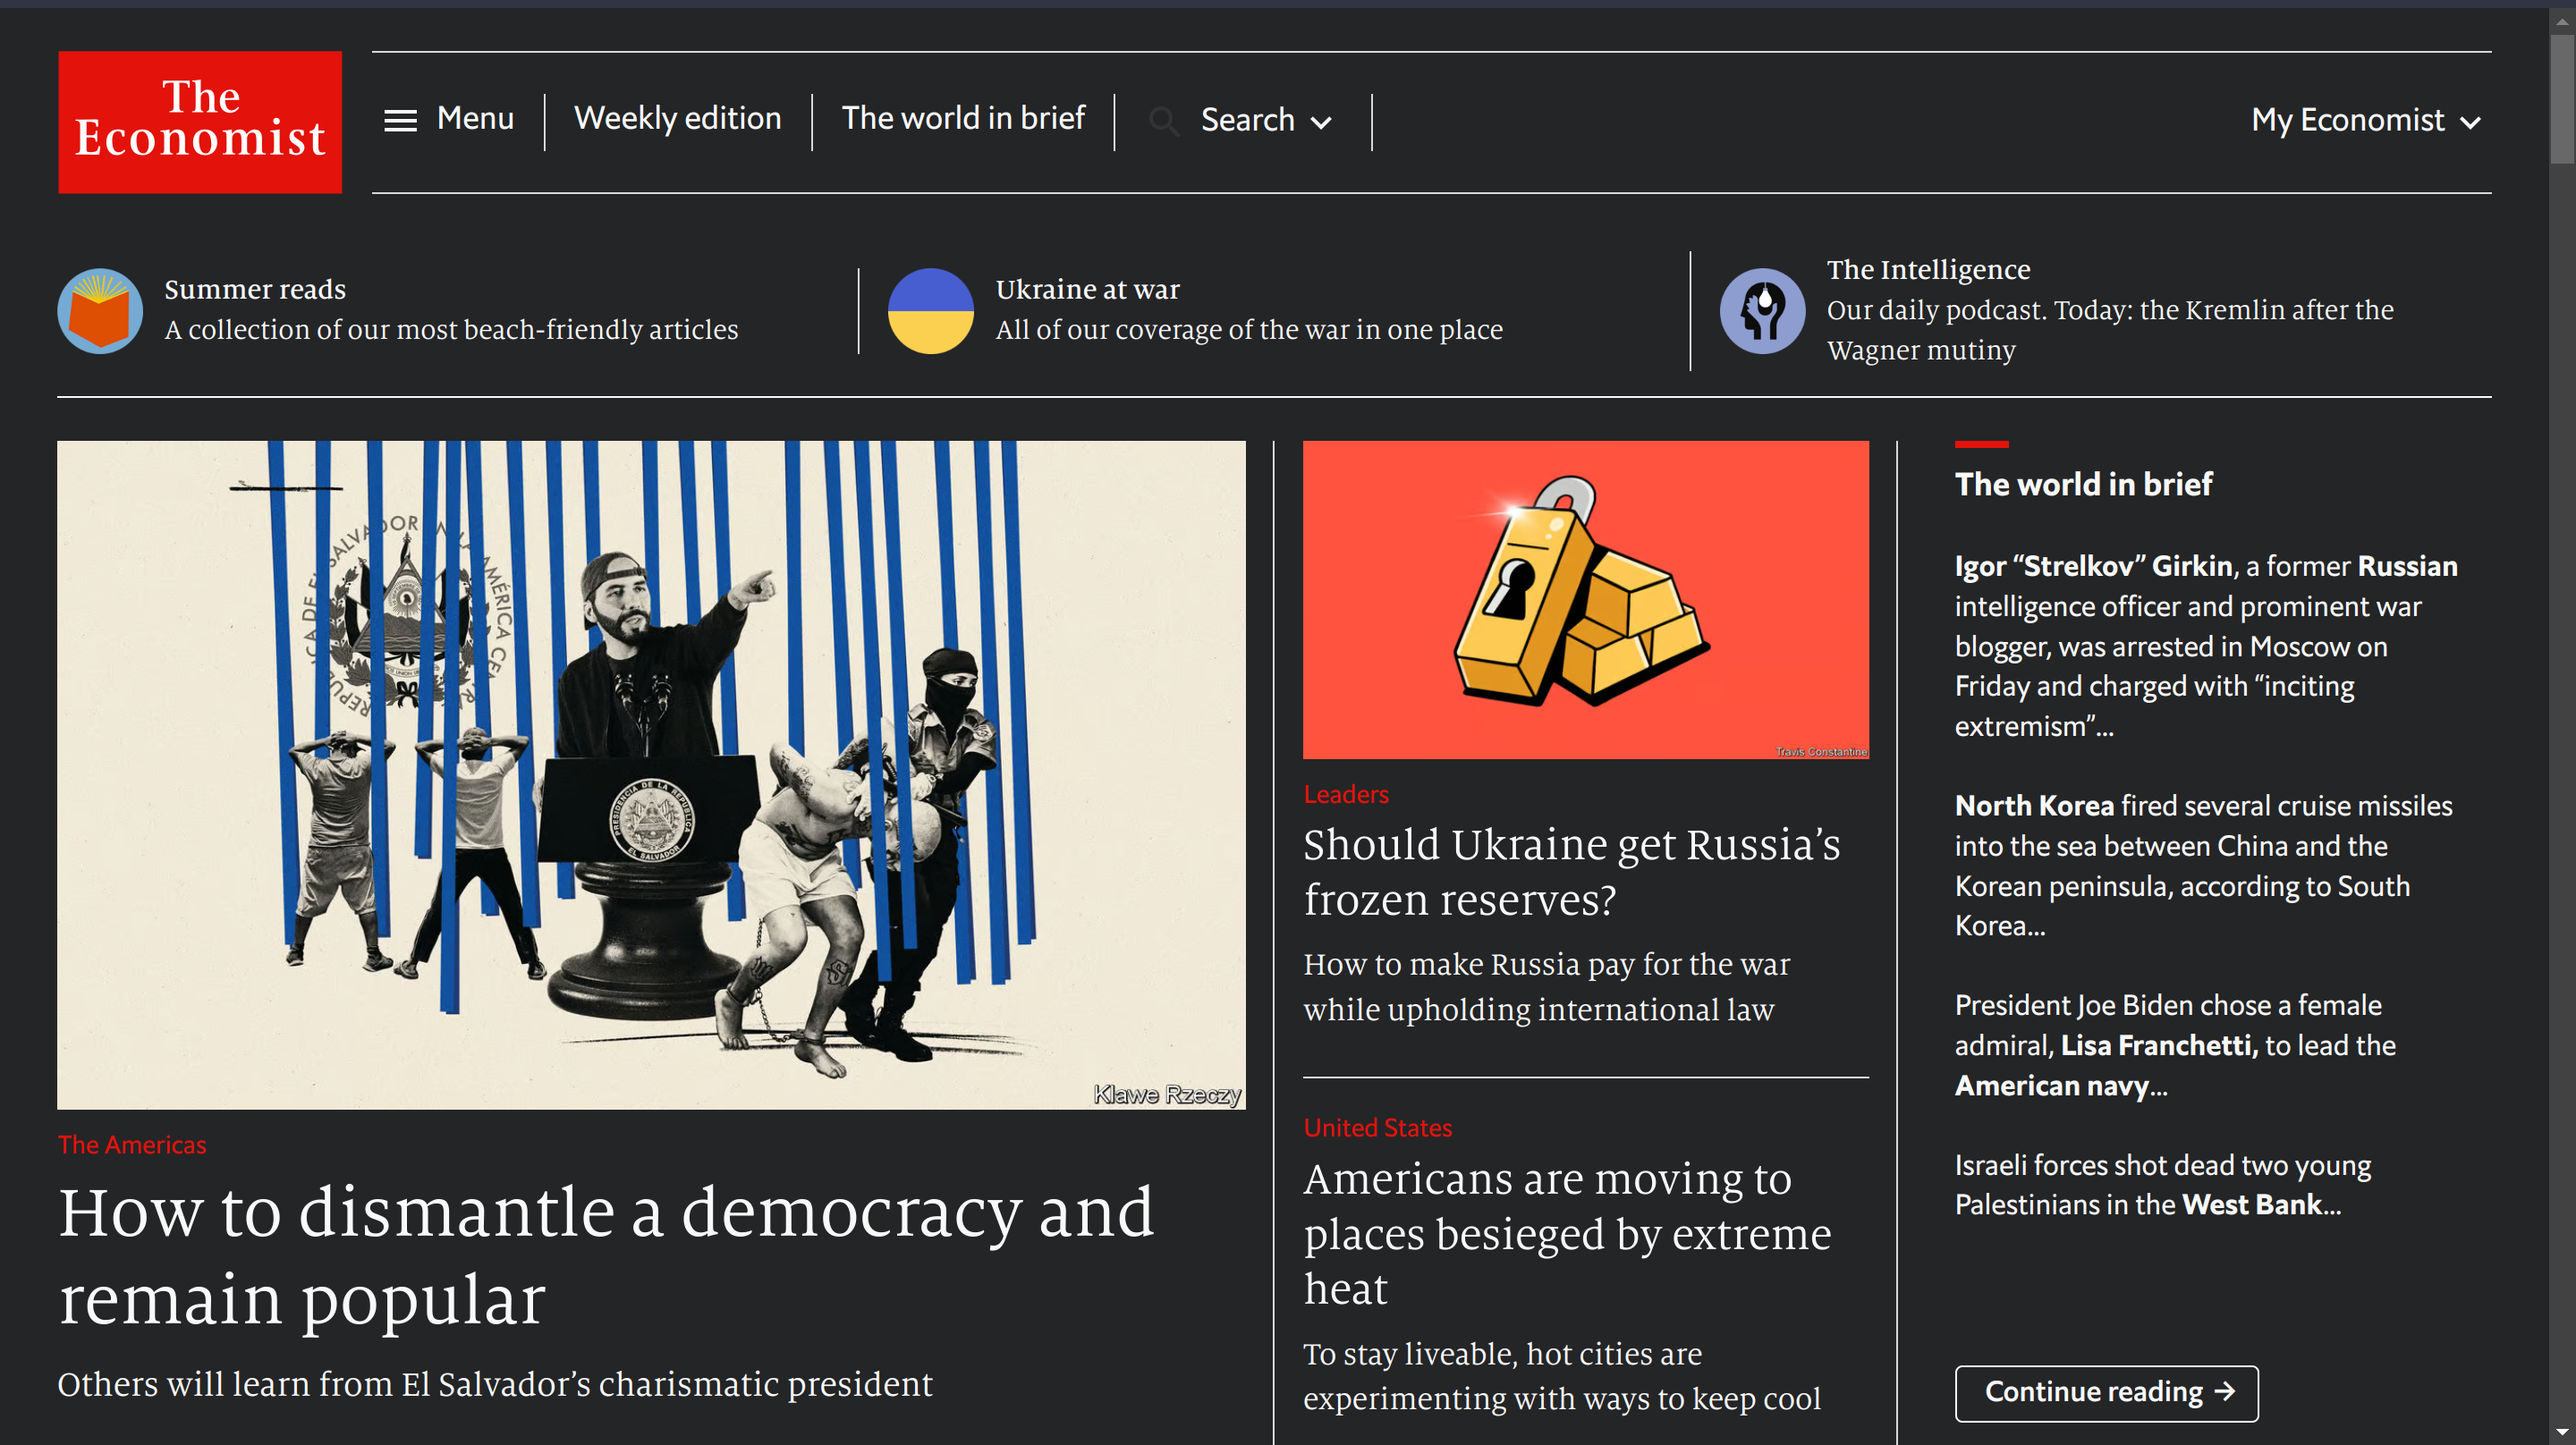 The
Economist
Menu
Weekly edition
The world in brief
Search
My Economist
Summer reads
A collection of our most beach-friendly articles
Ukraine at war
All of our coverage of the war in one place
The Intelligence
Our daily podcast. Today: the Kremlin after the
Wagner mutiny
PRESIDENCIA DE LA REPÚBLICA
EL SALVADOR
Klawe Rzeczy
The Americas
How to dismantle a democracy and
remain popular
Others will learn from El Salvador’s charismatic president
Travis Constantine
Leaders
Should Ukraine get Russia’s
frozen reserves?
How to make Russia pay for the war
while upholding international law
United States
Americans are moving to
places besieged by extreme
heat
To stay liveable, hot cities are
experimenting with ways to keep cool
The world in brief
Igor “Strelkov” Girkin, a former Russian
intelligence officer and prominent war
blogger, was arrested in Moscow on
Friday and charged with “inciting
extremism”…
North Korea fired several cruise missiles
into the sea between China and the
Korean peninsula, according to South
Korea…
President Joe Biden chose a female
admiral, Lisa Franchetti, to lead the
American navy…
Israeli forces shot dead two young
Palestinians in the West Bank…
Continue reading →